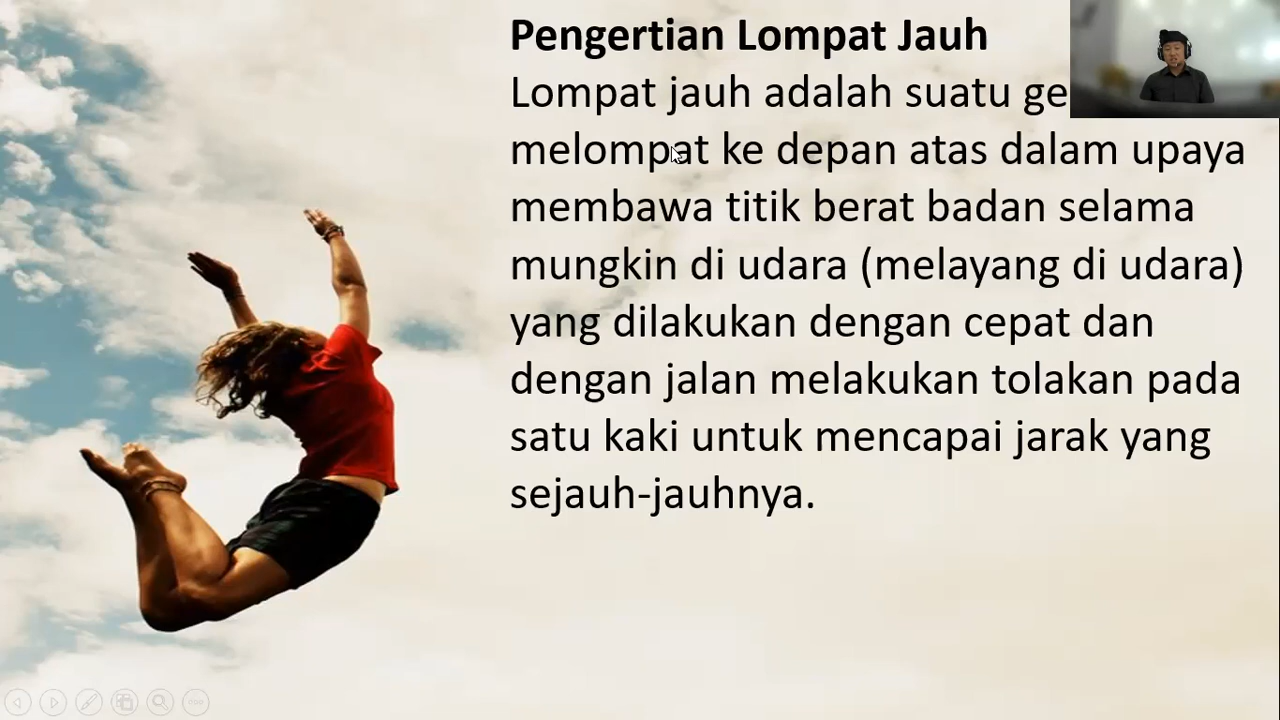 Pengertian Lompat Jauh
Lompat jauh adalah suatu
melompat ke depan atas dalam upaya
membawa titik berat badan selama
mungkin di udara (melayang di udara)
yang dilakukan dengan cepat dan
dengan jalan melakukan tolakan pada
satu kaki untuk mencapai jarak yang
sejauh-jauhnya.